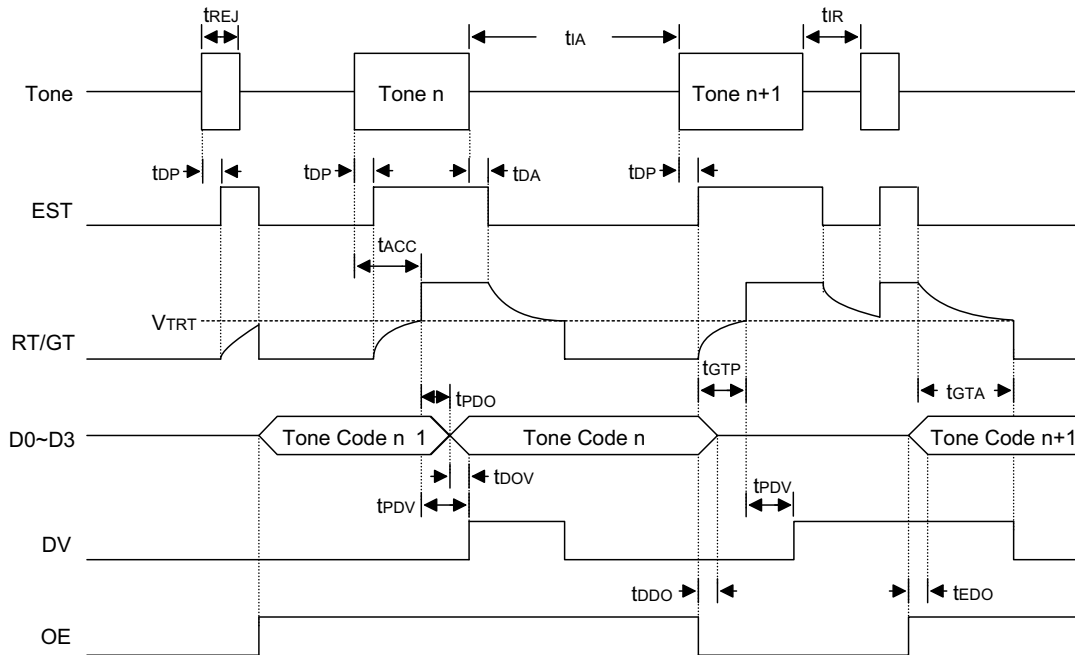 tREJ
tIA
tIR
Tone
Tone n
Tone n+1
tDP
tDP
tDA
tDP
EST
tACC
VTRT
RT/GT
tGTP
tGTA
tPDO
D0~D3
Tone Code n 1
Tone Code n
Tone Code n+1
tDOV
tPDV
tPDV
DV
tDDO
tEDO
OE